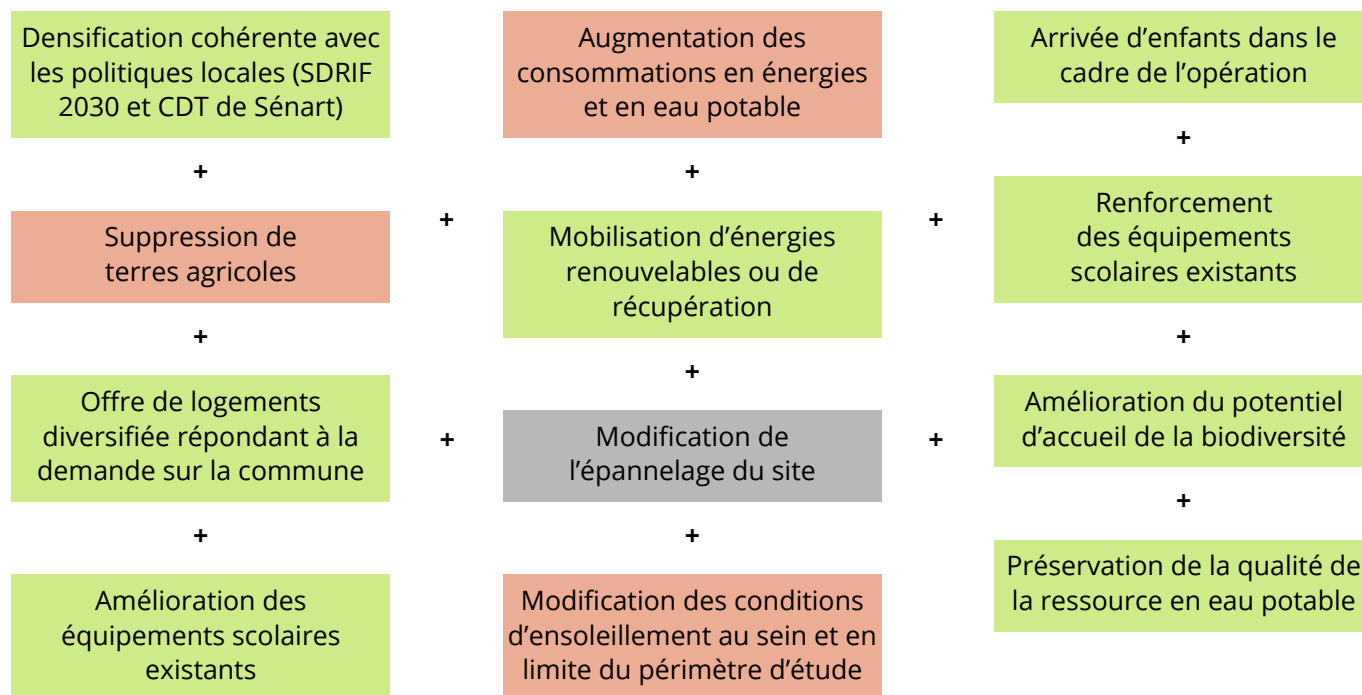 Densification cohérente avec
les politiques locales (SDRIF
2030 et CDT de Sénart)
+
Suppression de
terres agricoles
+
Offre de logements
diversifiée répondant à la
demande sur la commune
+
Amélioration des
équipements scolaires
existants
+
+
Augmentation des
consommations en énergies
et en eau potable
+
Mobilisation d’énergies
renouvelables ou de
récupération
+
Modification de
l’épannelage du site
+
Modification des conditions
d’ensoleillement au sein et en
limite du périmètre d’étude
+
+
Arrivée d’enfants dans le
cadre de l’opération
+
Renforcement
des équipements
scolaires existants
+
Amélioration du potentiel
d’accueil de la biodiversité
+
Préservation de la qualité de
la ressource en eau potable